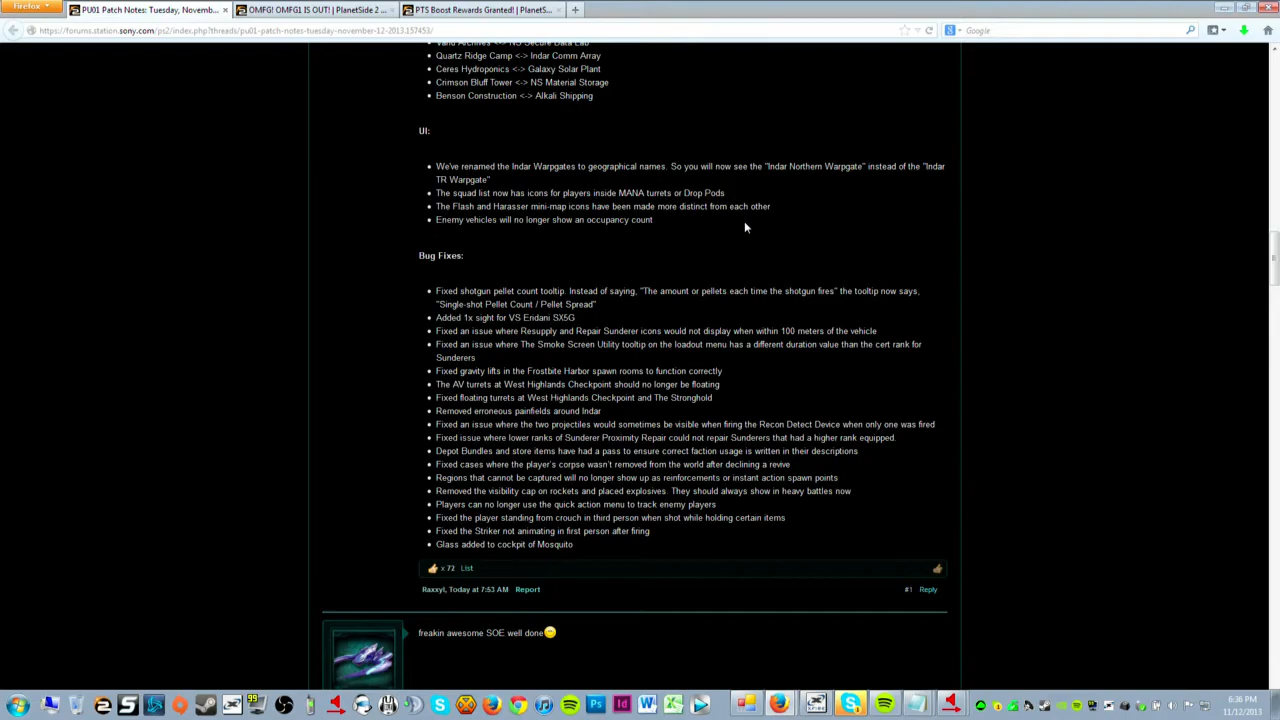 Firefox
PU01 Patch Notes: Tuesday, Novemb...
OMFG! OMFG1 IS OUT! | PlanetSide 2 ...
PTS Boost Rewards Granted! | PlanetS...
https://forums.station.sony.com/ps2/index.php?threads/pu01-patch-notes-tuesday-november-12-2013.157453/
Google
Vanu Archives <-> NS Secure Data Lab
Quartz Ridge Camp <-> Indar Comm Array
Ceres Hydroponics <-> Galaxy Solar Plant
Crimson Bluff Tower <-> NS Material Storage
Benson Construction <-> Alkali Shipping
UI:
We've renamed the Indar Warpgates to geographical names. So you will now see the "Indar Northern Warpgate" instead of the "Indar
TR Warpgate"
The squad list now has icons for players inside MANA turrets or Drop Pods
The Flash and Harasser mini-map icons have been made more distinct from each other
Enemy vehicles will no longer show an occupancy count
Bug Fixes:
Fixed shotgun pellet count tooltip. Instead of saying, "The amount or pellets each time the shotgun fires" the tooltip now says,
"Single-shot Pellet Count / Pellet Spread"
Added 1x sight for VS Eridani SX5G
Fixed an issue where Resupply and Repair Sunderer icons would not display when within 100 meters of the vehicle
Fixed an issue where The Smoke Screen Utility tooltip on the loadout menu has a different duration value than the cert rank for
Sunderers
Fixed gravity lifts in the Frostbite Harbor spawn rooms to function correctly
The AV turrets at West Highlands Checkpoint should no longer be floating
Fixed floating turrets at West Highlands Checkpoint and The Stronghold
Removed erroneous painfields around Indar
Fixed an issue where the two projectiles would sometimes be visible when firing the Recon Detect Device when only one was fired
Fixed issue where lower ranks of Sunderer Proximity Repair could not repair Sunderers that had a higher rank equipped.
Depot Bundles and store items have had a pass to ensure correct faction usage is written in their descriptions
Fixed cases where the player's corpse wasn't removed from the world after declining a revive
Regions that cannot be captured will no longer show up as reinforcements or instant action spawn points
Removed the visibility cap on rockets and placed explosives. They should always show in heavy battles now
Players can no longer use the quick action menu to track enemy players
Fixed the player standing from crouch in third person when shot while holding certain items
Fixed the Striker not animating in first person after firing
Glass added to cockpit of Mosquito
x 72 List
Raxxyl, Today at 7:53 AM Report
#1 Reply
freakin awesome SOE well done
6:36 PM
11/12/2013